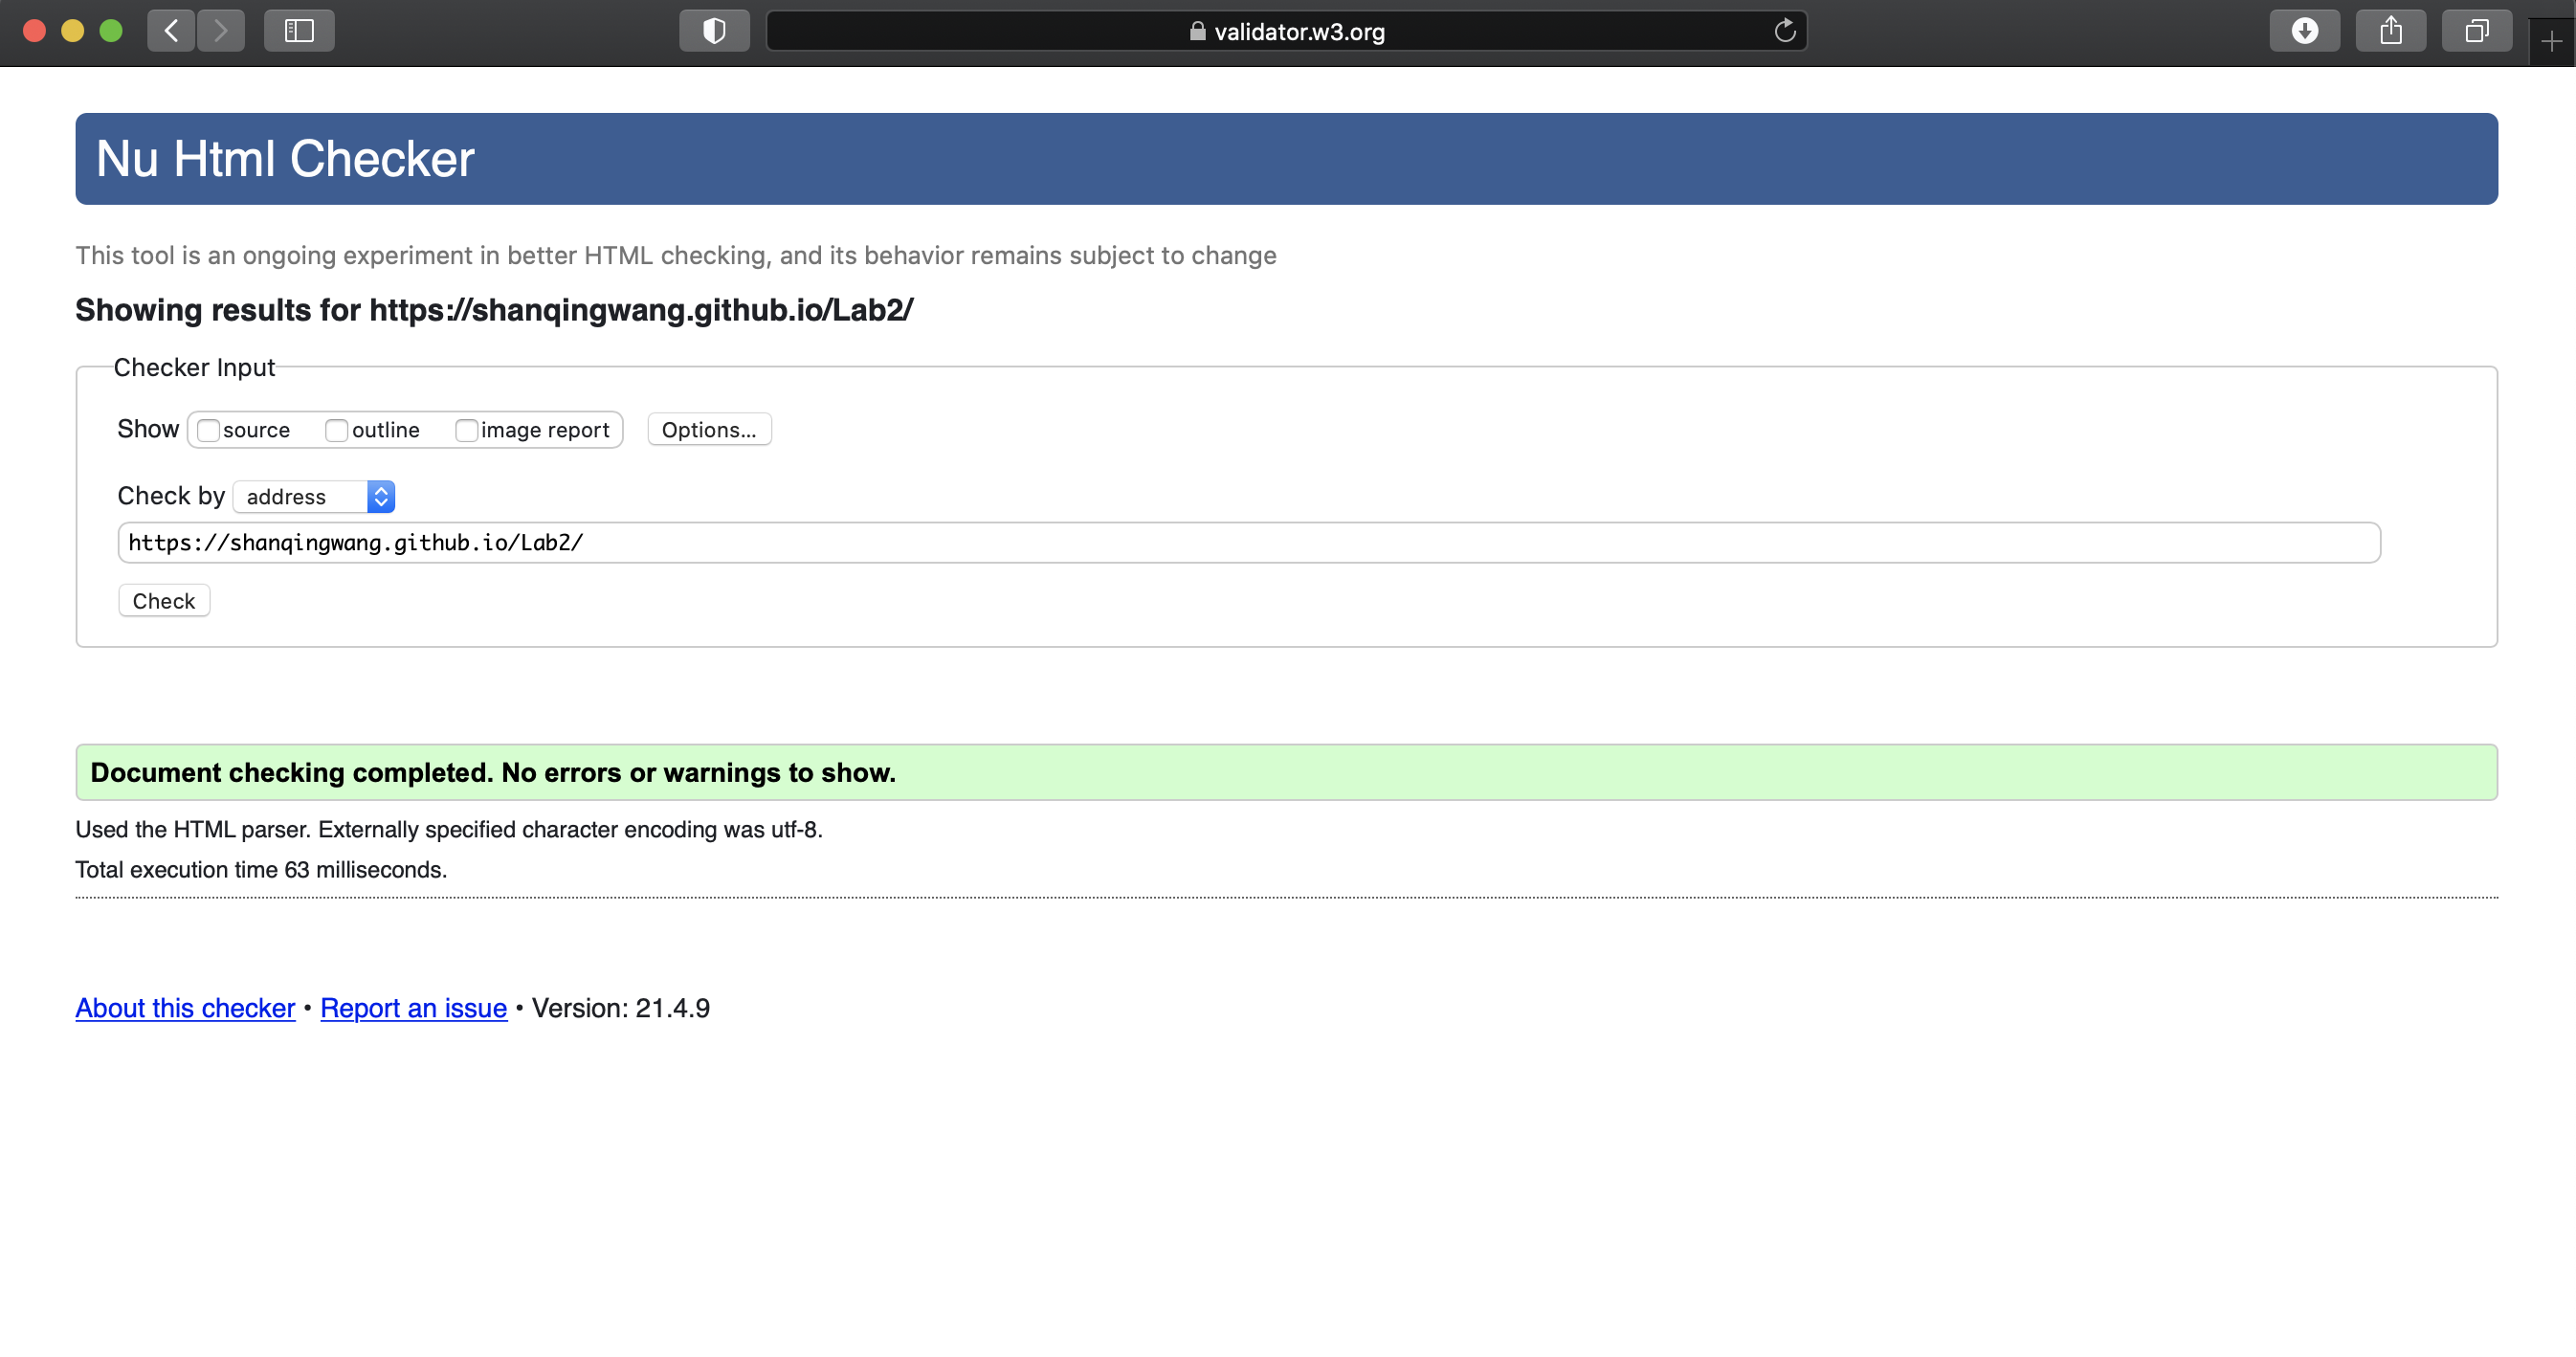 validator.w3.org
Nu Html Checker
This tool is an ongoing experiment in better HTML checking, and its behavior remains subject to change
Showing results for https://shanqingwang.github.io/Lab2/
Checker Input
Show source outline image report Options...
Check by address
https://shanqingwang.github.io/Lab2/
Check
Document checking completed. No errors or warnings to show.
Used the HTML parser. Externally specified character encoding was utf-8.
Total execution time 63 milliseconds.
About this checker • Report an issue • Version: 21.4.9